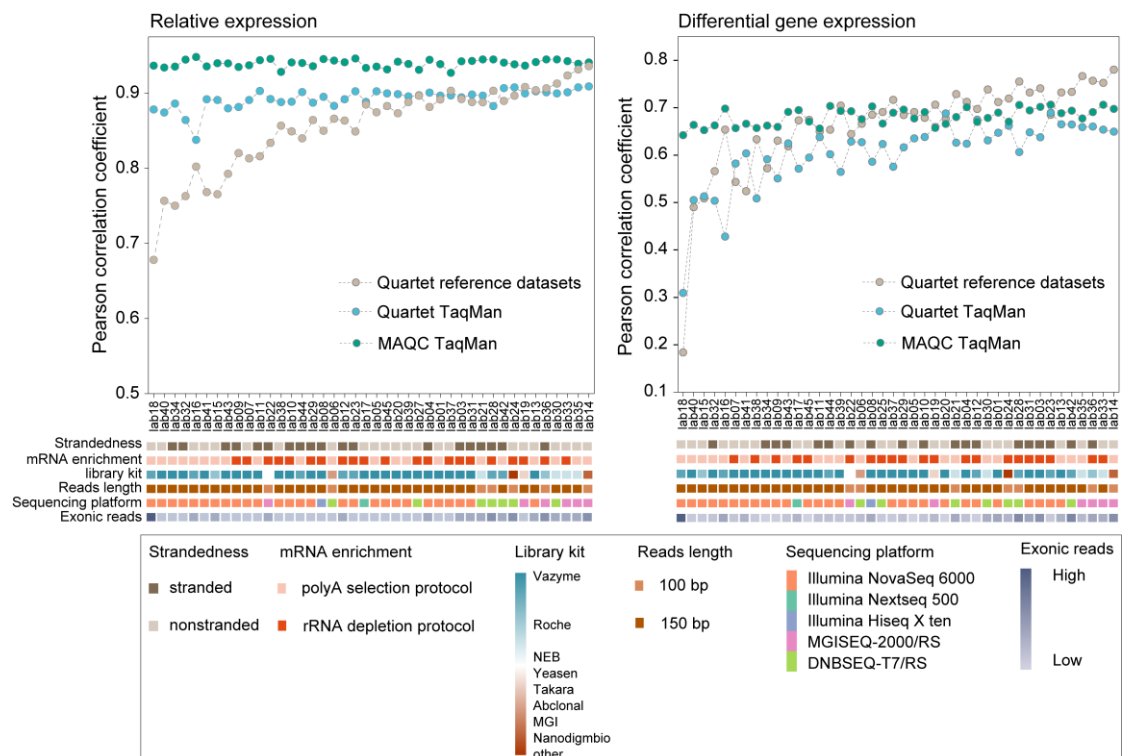 Relative expression
Differential gene expression
Pearson correlation coefficient
0.9
0.8
0.7
0.9
0.5
Quartet reference datasets
Quartet TaqMan
MAQC TaqMan
Pearson correlation coefficient
0.8
0.7
0.6
0.5
0.4
0.3
0.2
0.1
Quartet reference datasets
Quartet TaqMan
MAQC TaqMan
lab18 lab40 lab34 lab32 lab16 lab41 lab15 lab43 lab09 lab07 lab11 lab22 lab38 lab10 lab44 lab29 lab08 lab06 lab12 lab23 lab17 lab05 lab45 lab20 lab39 lab27 lab04 lab01 lab37 lab03 lab31 lab21 lab28 lab42 lab24 lab19 lab13 lab36 lab30 lab33 lab35 lab14
lab18 lab40 lab15 lab32 lab16 lab07 lab41 lab38 lab34 lab09 lab43 lab17 lab45 lab11 lab44 lab39 lab22 lab06 lab37 lab29 lab05 lab19 lab20 lab21 lab04 lab12 lab30 lab24 lab28 lab31 lab08 lab23 lab13 lab42 lab35 lab36 lab33 lab14
Strandedness
mRNA enrichment
library kit
Reads length
Sequencing platform
Exonic reads
Strandedness
stranded
nonstranded
mRNA enrichment
polyA selection protocol
rRNA depletion protocol
Library kit
Vazyme
Roche
NEB
Yeasen
Takara
Abclonal
MGI
Nanodigmbio
other
Reads length
100 bp
150 bp
Sequencing platform
Illumina NovaSeq 6000
Illumina Nextseq 500
Illumina Hiseq X ten
MGISEQ-2000/RS
DNBSEQ-T7/RS
Exonic reads
High
Low